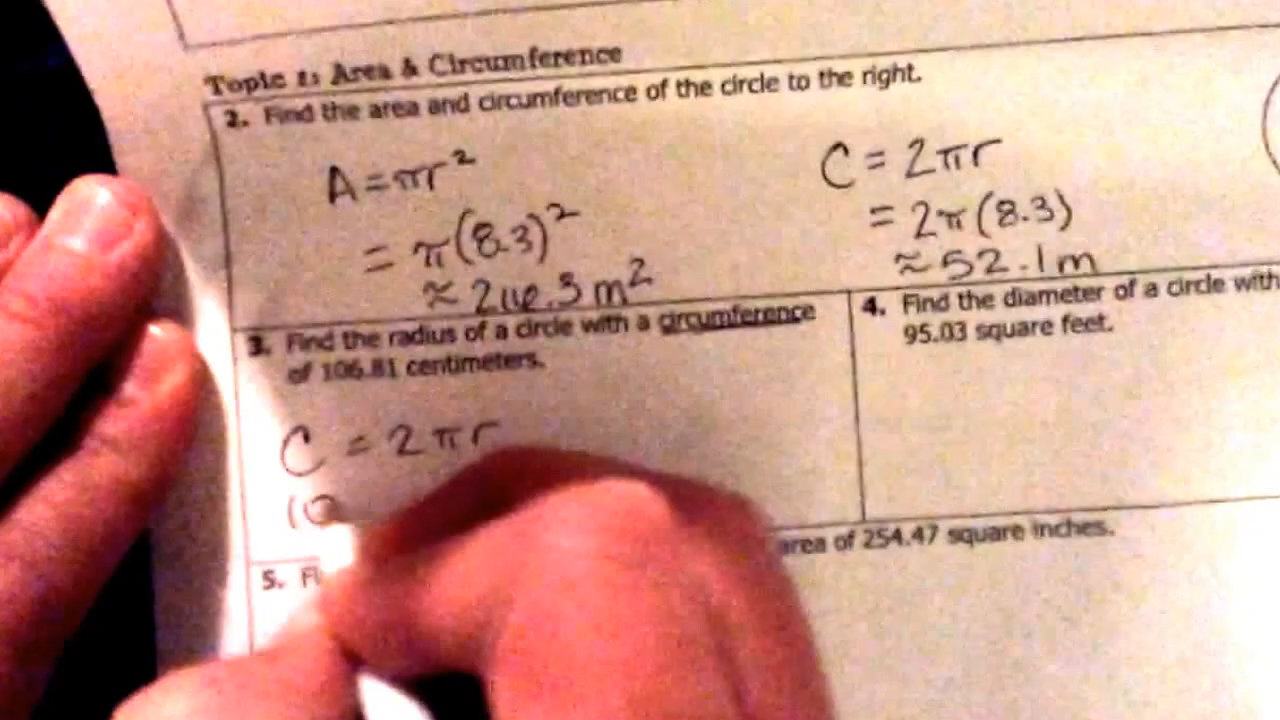 Topic 1: Area & Circumference
2. Find the area and circumference of the circle to the right.
A = πr²
= π(8.3)²
≈ 216.3 m²
C = 2πr
= 2π(8.3)
≈ 52.1m
3. Find the radius of a circle with a circumference
of 106.81 centimeters.
C = 2πr
10
4. Find the diameter of a circle with
95.03 square feet.
5.
area of 254.47 square inches.